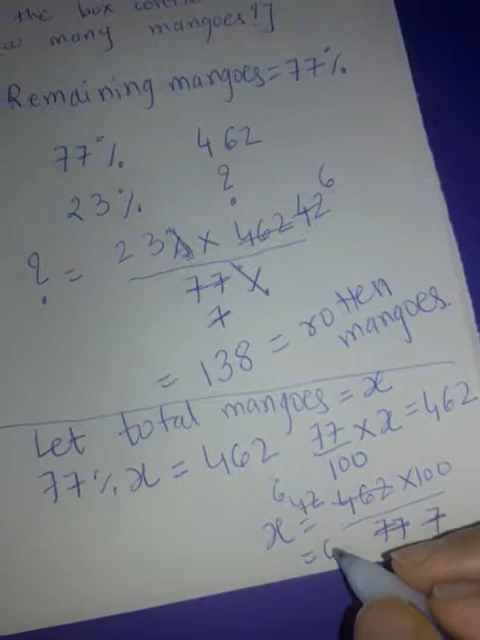 the box
many mangoes?]
Remaining mangoes = 77%
77% 462
23% ?
? = 23% × 462 42 6
77 %
7
= 138 = rotten mangoes.
Let total mangoes = x
77% x = 462 77/100 × x = 462
6 42
x = 462 × 100
77 7
=